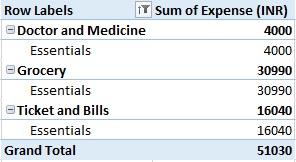 Row Labels Sum of Expense (INR)
Doctor and Medicine 4000
Essentials 4000
Grocery 30990
Essentials 30990
Ticket and Bills 16040
Essentials 16040
Grand Total 51030